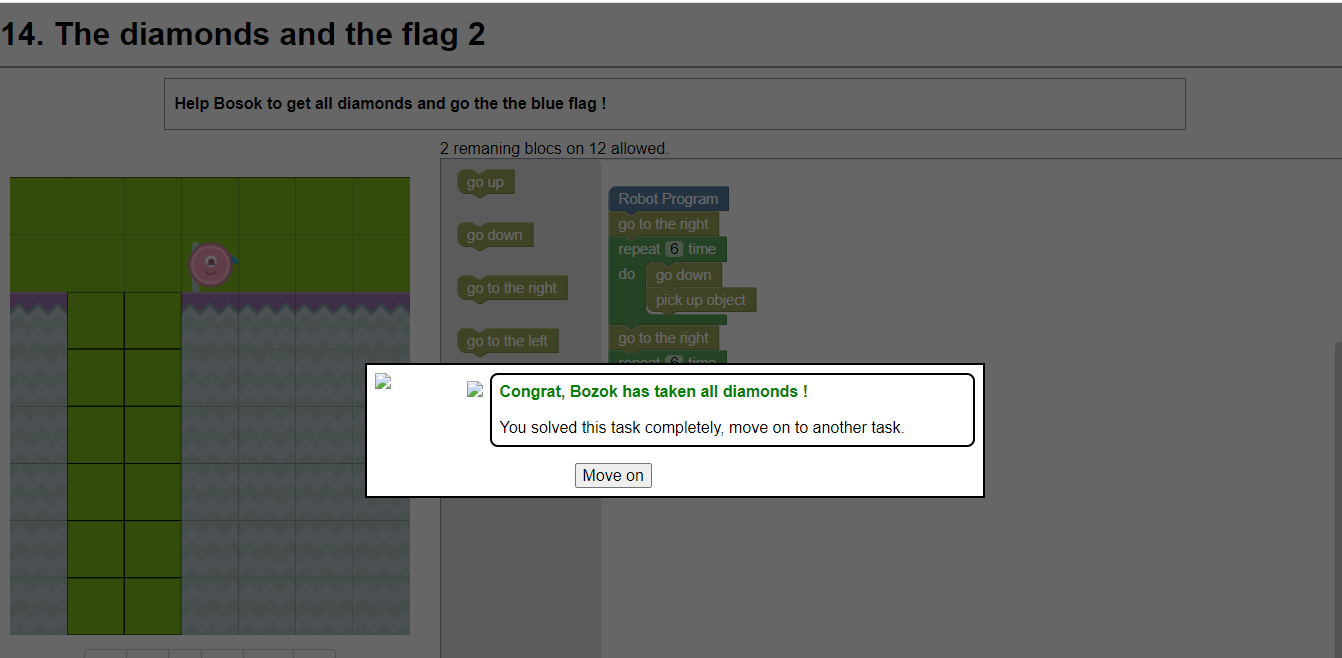 14. The diamonds and the flag 2
Help Bosok to get all diamonds and go the the blue flag !
2 remaning blocs on 12 allowed.
go up
go down
go to the right
go to the left
Robot Program
go to the right
repeat 6 time
do
go down
pick up object
go to the right
repeat 6 time
Congrat, Bozok has taken all diamonds !
You solved this task completely, move on to another task.
Move on